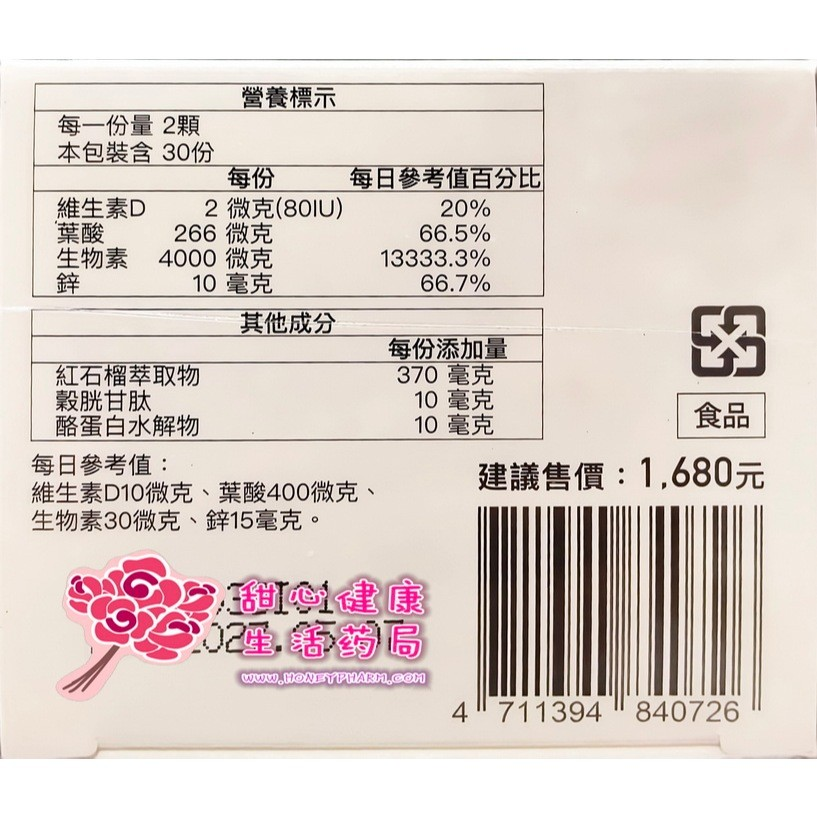 營養標示
每一份量 2顆
本包裝含 30份
每份 每日參考值百分比
維生素D 2 微克(80IU) 20%
葉酸 266 微克 66.5%
生物素 4000 微克 13333.3%
鋅 10 毫克 66.7%
其他成分
每份添加量
紅石榴萃取物 370 毫克
穀胱甘肽 10 毫克
酪蛋白水解物 10 毫克
每日參考值：
維生素D10微克、葉酸400微克、
生物素30微克、鋅15毫克。
食品
建議售價：1,680元
甜心健康
生活药局
www.HONEYPHARM.COM
4 711394 840726